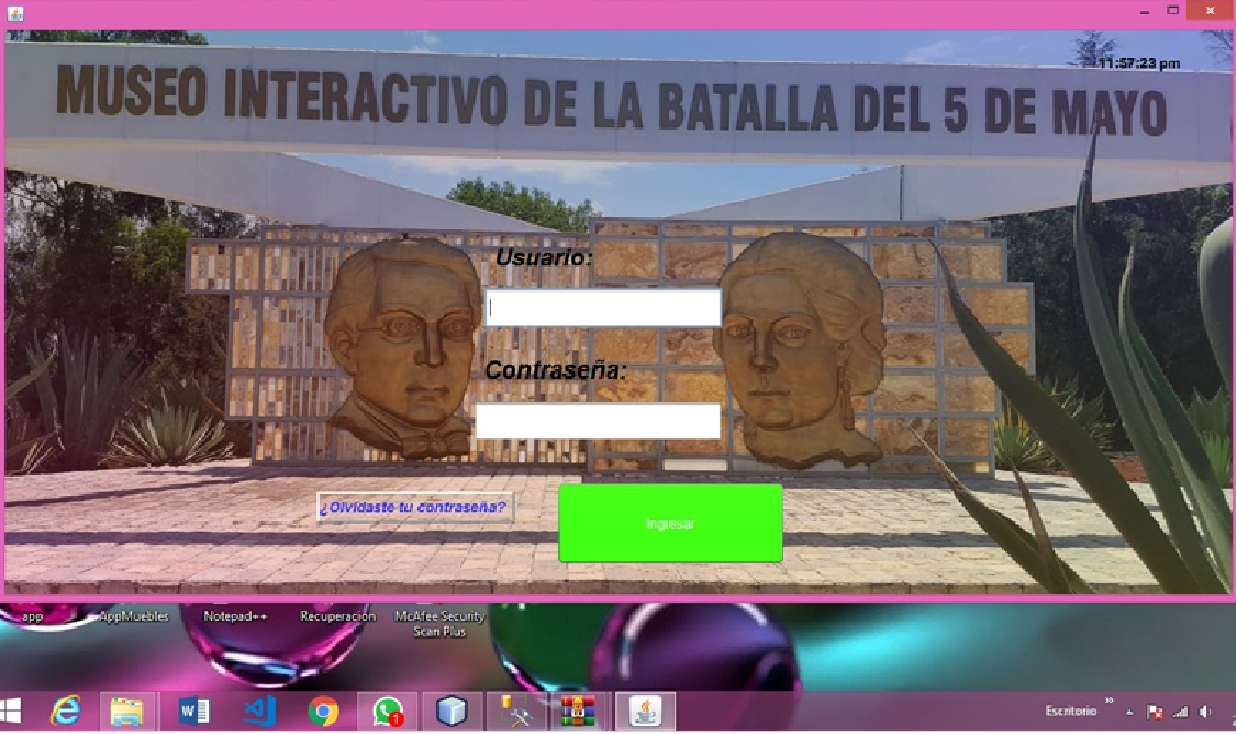 11:57:23 pm
MUSEO INTERACTIVO DE LA BATALLA DEL 5 DE MAYO
Usuario:
Contraseña:
¿Olvidaste tu contraseña?
Ingresar
app
AppMuebles
Notepad++
Recuperacion
McAfee Security
Scan Plus
1
Escritorio